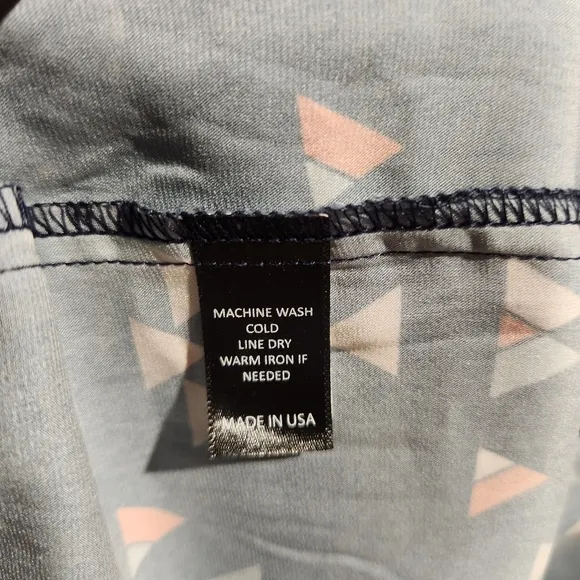 MACHINE WASH
COLD
LINE DRY
WARM IRON IF
NEEDED
MADE IN USA